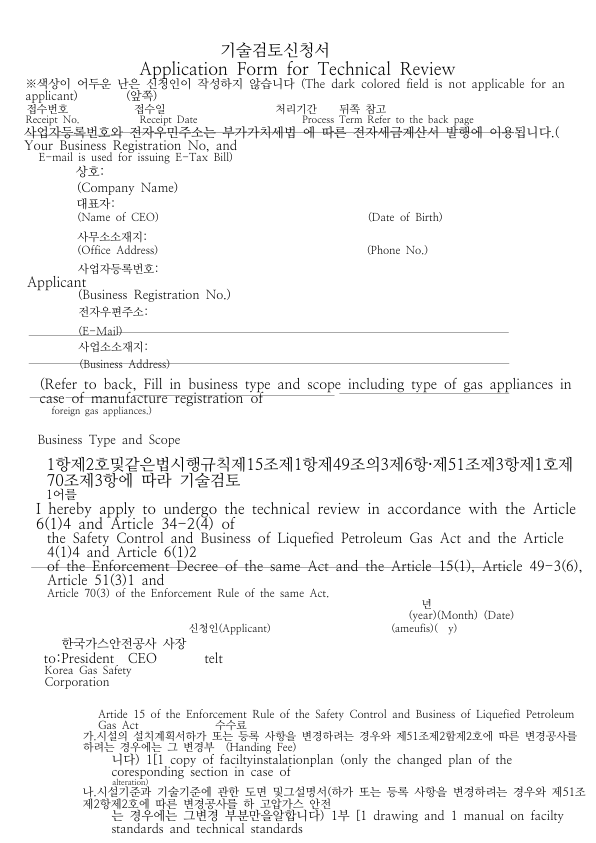 기술검토신청서
Application Form for Technical Review
※색상이 어두운 난은 신청인이 작성하지 않습니다 (The dark colored field is not applicable for an
applicant) (앞쪽)
접수번호 접수일 처리기간 뒤쪽 참고
Receipt No. Receipt Date Process Term Refer to the back page
사업자등록번호와 전자우민주소는 부가가치세법 에 따른 전자세금계산서 발행에 이용됩니다.(
Your Business Registration No, and
E-mail is used for issuing E-Tax Bill)
상호:
(Company Name)
대표자:
(Name of CEO) (Date of Birth)
사무소소재지:
(Office Address) (Phone No.)
사업자등록번호:
Applicant
(Business Registration No.)
전자우편주소:
(E-Mail)
사업소소재지:
(Business Address)
(Refer to back, Fill in business type and scope including type of gas appliances in
case of manufacture registration of
foreign gas appliances.)
Business Type and Scope
1항제2호및같은법시행규칙제15조제1항제49조의3제6항·제51조제3항제1호제
70조제3항에 따라 기술검토
1어를
I hereby apply to undergo the technical review in accordance with the Article
6(1)4 and Article 34-2(4) of
the Safety Control and Business of Liquefied Petroleum Gas Act and the Article
4(1)4 and Article 6(1)2
of the Enforcement Decree of the same Act and the Article 15(1), Article 49-3(6),
Article 51(3)1 and
Article 70(3) of the Enforcement Rule of the same Act.
년
(year)(Month) (Date)
신청인(Applicant) (ameufis)( y)
한국가스안전공사 사장
to:President CEO telt
Korea Gas Safety
Corporation
Artide 15 of the Enforcement Rule of the Safety Control and Business of Liquefied Petroleum
Gas Act 수수료
가.시설의 설치계획서하가 또는 등록 사항을 변경하려는 경우와 제51조제2항제2호에 따른 변경공사를
하려는 경우에는 그 변경부 (Handing Fee)
니다) 1[1 copy of faciltyinstalationplan (only the changed plan of the
coresponding section in case of
alteration)
나.시설기준과 기술기준에 관한 도면 및그설명서(하가 또는 등록 사항을 변경하려는 경우와 제51조
제2항제2호에 따른 변경공사를 하 고압가스 안전
는 경우에는 그변경 부분만을말합니다) 1부 [1 drawing and 1 manual on facilty
standards and technical standards